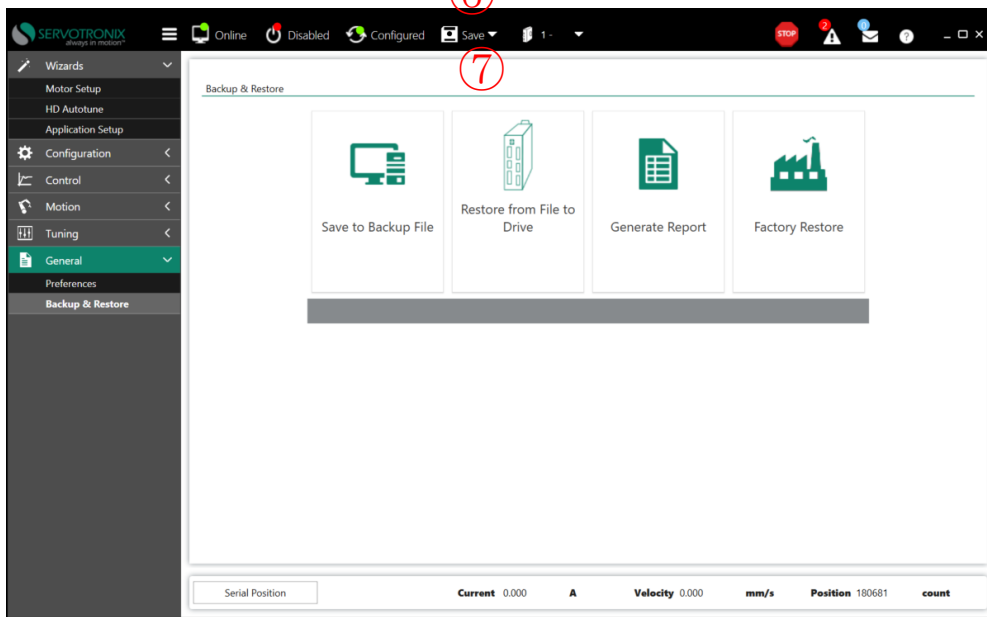 SERVOTRONIX
always in motion™
Online
Disabled
Configured
Save
1 -
STOP
2
0
?
⑦
Wizards
Motor Setup
HD Autotune
Application Setup
Configuration
Control
Motion
Tuning
General
Preferences
Backup & Restore
Backup & Restore
Save to Backup File
Restore from File to
Drive
Generate Report
Factory Restore
Serial Position
Current 0.000 A
Velocity 0.000 mm/s
Position 180681 count